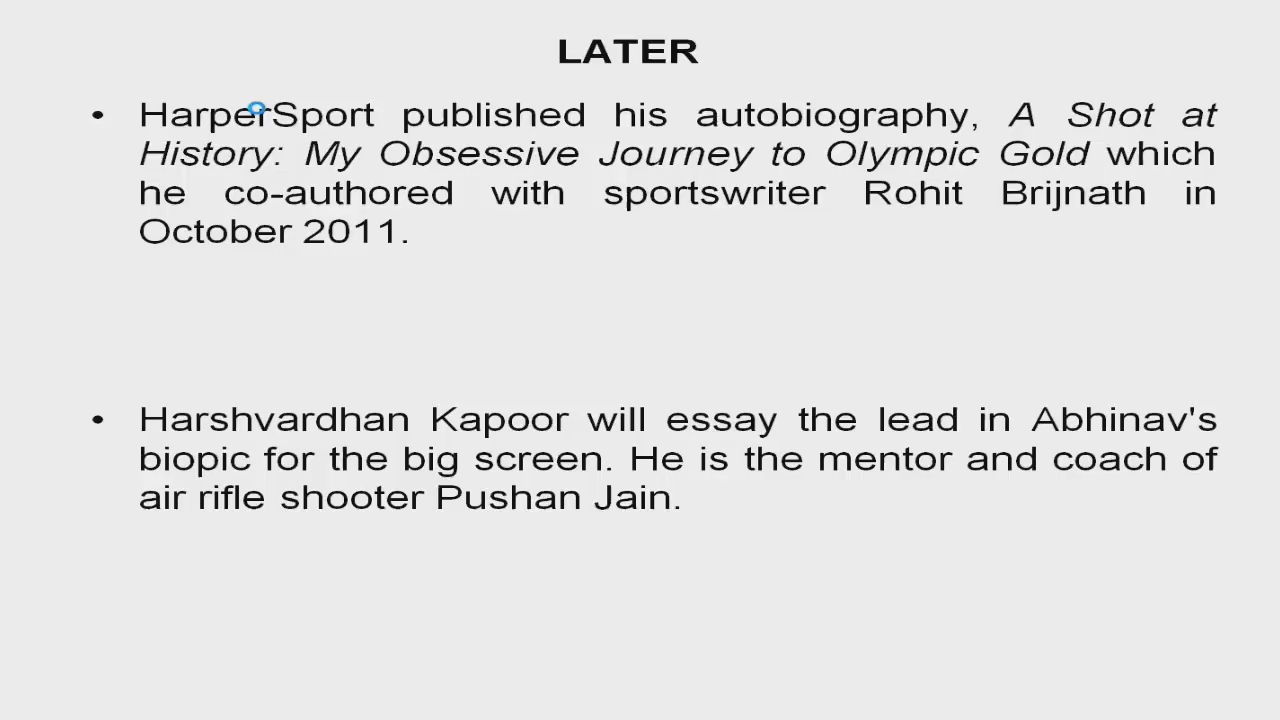 LATER
• HarperSport published his autobiography, A Shot at
History: My Obsessive Journey to Olympic Gold which
he co-authored with sportswriter Rohit Brijnath in
October 2011.
• Harshvardhan Kapoor will essay the lead in Abhinav's
biopic for the big screen. He is the mentor and coach of
air rifle shooter Pushan Jain.